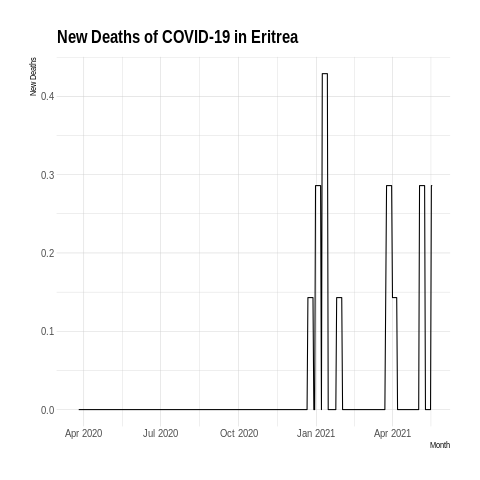 New Deaths of COVID-19 in Eritrea
New Deaths
0.4
0.3
0.2
0.1
0.0
Apr 2020 Jul 2020 Oct 2020 Jan 2021 Apr 2021
Month